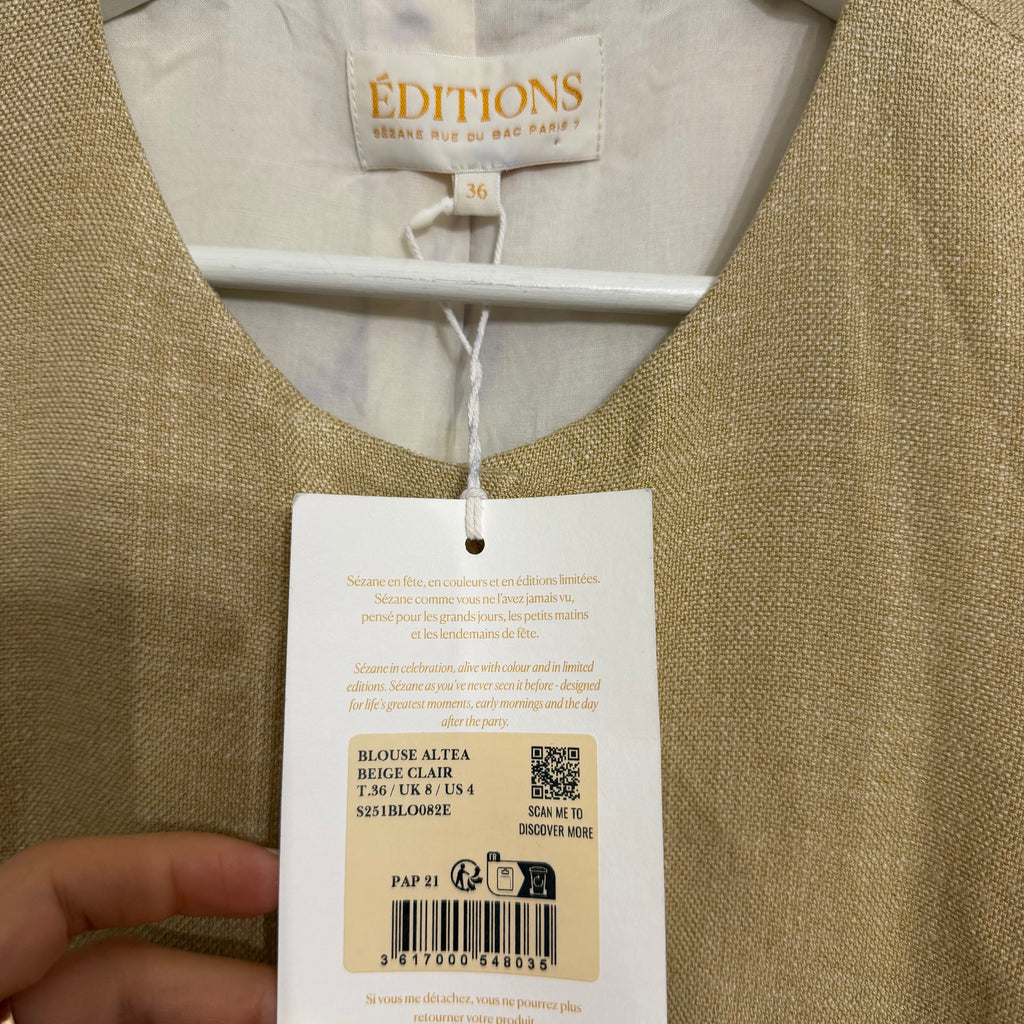 ÉDITIONS
SÉZANE RUE DU BAC PARIS 7
36
Sézane en fête, en couleurs et en éditions limitées.
Sézane comme vous ne l'avez jamais vu,
pensé pour les grands jours, les petits matins
et les lendemains de fête.
Sézane in celebration, alive with colour and in limited
editions. Sézane as you've never seen it before - designed
for life's greatest moments, early mornings and the day
after the party.
BLOUSE ALTEA
BEIGE CLAIR
T.36 / UK 8 / US 4
S251BLO082E
SCAN ME TO
DISCOVER MORE
FR
PAP 21
3 617000 548035
Si vous me détachez, vous ne pourrez plus
retourner votre produit